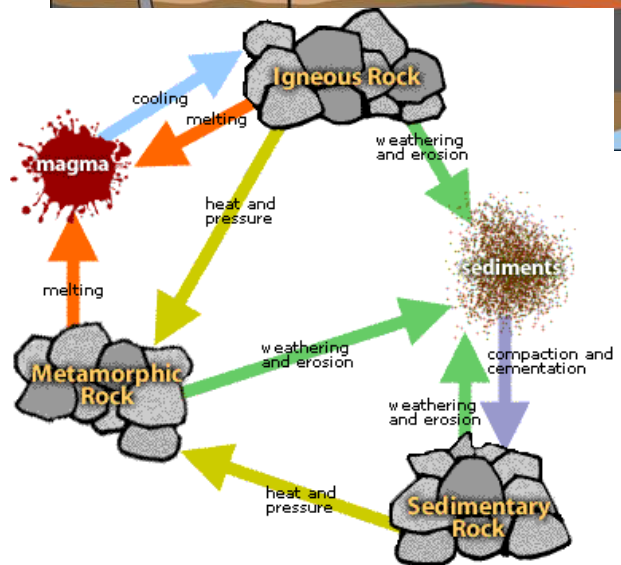 Igneous Rock
cooling
melting
magma
weathering
and erosion
heat and
pressure
sediments
melting
weathering
and erosion
compaction and
cementation
Metamorphic
Rock
weathering
and erosion
heat and
pressure
Sedimentary
Rock